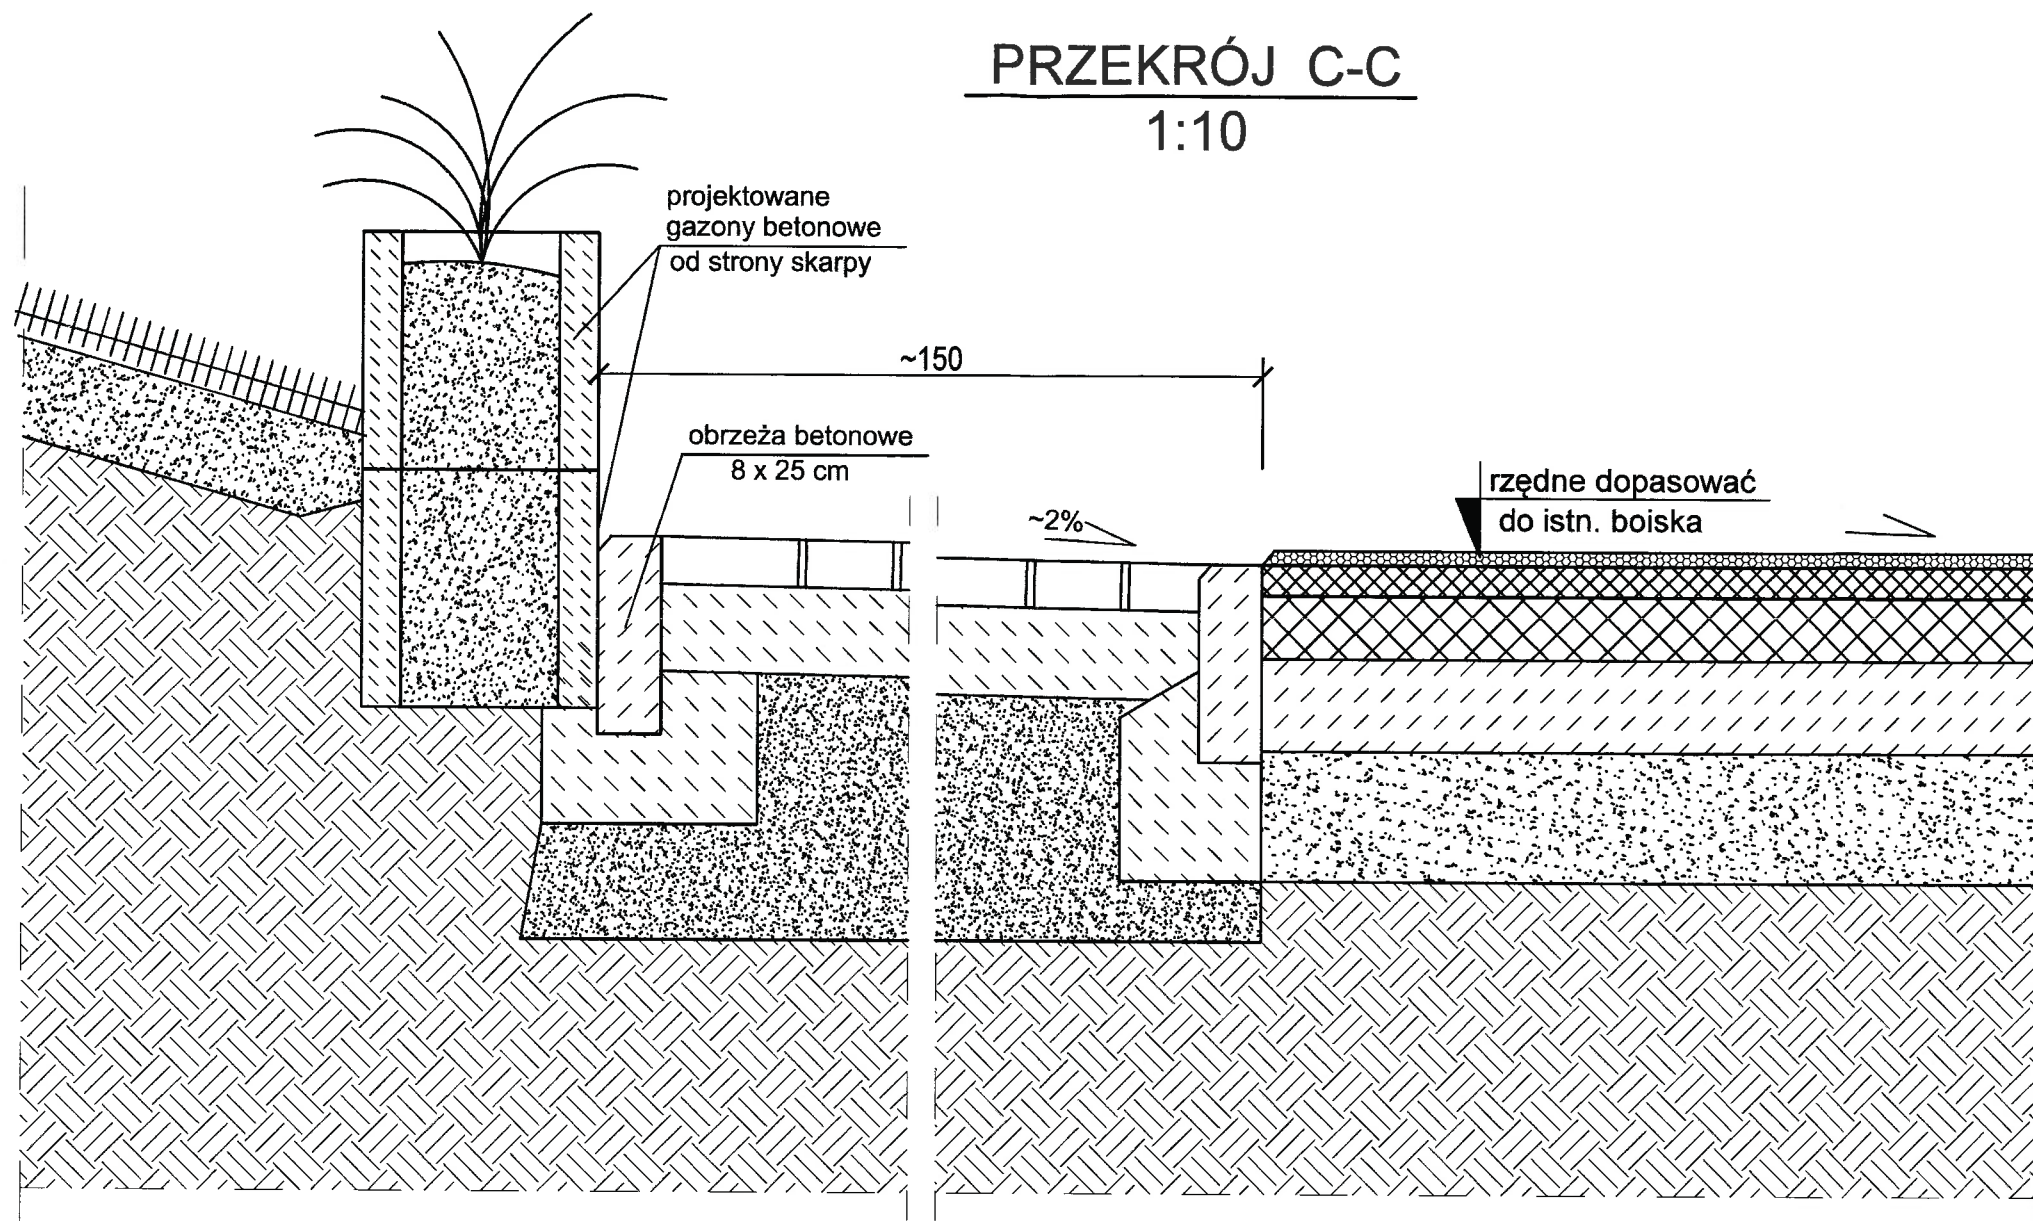 PRZEKRÓJ C-C
1:10
projektowane
gazony betonowe
od strony skarpy
~150
obrzeża betonowe
8 x 25 cm
~2%
rzędne dopasować
do istn. boiska